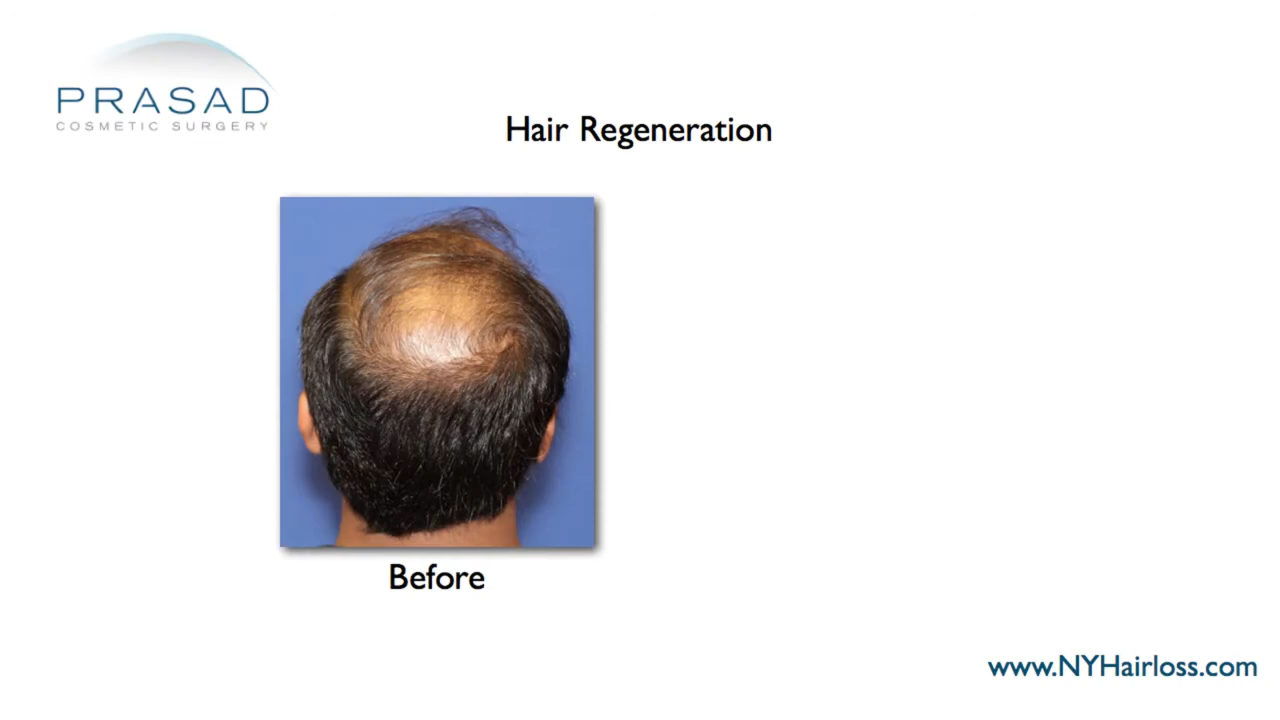 PRASAD
COSMETIC SURGERY
Hair Regeneration
Before
www.NYHairloss.com